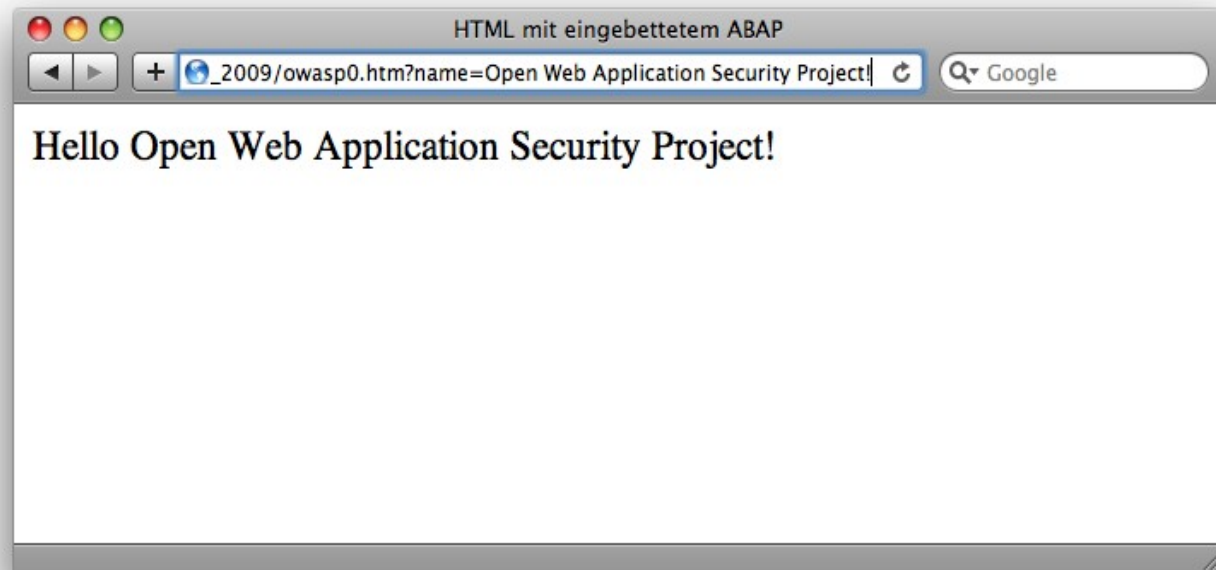 HTML mit eingebettetem ABAP
_2009/owasp0.htm?name=Open Web Application Security Project!
Google
Hello Open Web Application Security Project!